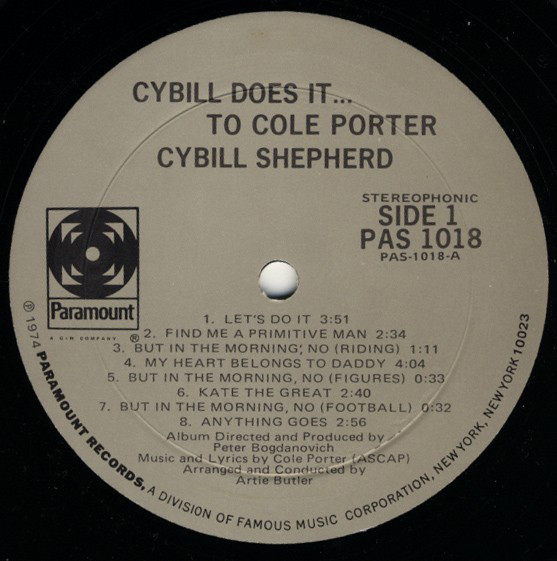 CYBILL DOES IT...
TO COLE PORTER
CYBILL SHEPHERD
STEREOPHONIC
SIDE 1
PAS 1018
PAS-1018-A
Paramount
A G+W COMPANY ®
1. LET'S DO IT 3:51
2. FIND ME A PRIMITIVE MAN 2:34
3. BUT IN THE MORNING; NO (RIDING) 1:11
4. MY HEART BELONGS TO DADDY 4:04
5. BUT IN THE MORNING, NO (FIGURES) 0:33
6. KATE THE GREAT 2:40
7. BUT IN THE MORNING, NO (FOOTBALL) 0:32
8. ANYTHING GOES 2:56
Album Directed and Produced by
Peter Bogdanovich
Music and Lyrics by Cole Porter (ASCAP)
Arranged and Conducted by
Artie Butler
℗ 1974 PARAMOUNT RECORDS, A DIVISION OF FAMOUS MUSIC CORPORATION, NEW YORK, NEW YORK 10023